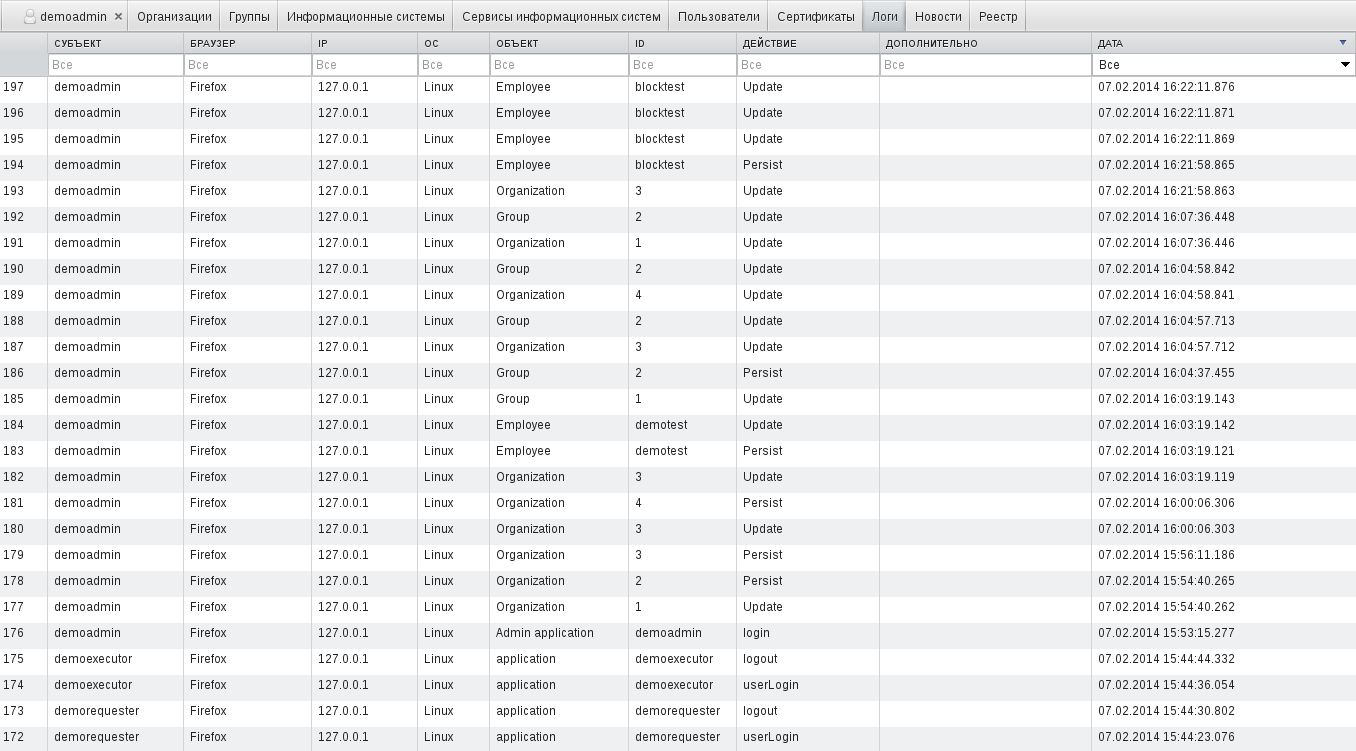 demoadmin × Организации Группы Информационные системы Сервисы информационных систем Пользователи Сертификаты Логи Новости Реестр
СУБЪЕКТ БРАУЗЕР IP ОС ОБЪЕКТ ID ДЕЙСТВИЕ ДОПОЛНИТЕЛЬНО ДАТА
Все Все Все Все Все Все Все Все Все
197 demoadmin Firefox 127.0.0.1 Linux Employee blocktest Update 07.02.2014 16:22:11.876
196 demoadmin Firefox 127.0.0.1 Linux Employee blocktest Update 07.02.2014 16:22:11.871
195 demoadmin Firefox 127.0.0.1 Linux Employee blocktest Update 07.02.2014 16:22:11.869
194 demoadmin Firefox 127.0.0.1 Linux Employee blocktest Persist 07.02.2014 16:21:58.865
193 demoadmin Firefox 127.0.0.1 Linux Organization 3 Update 07.02.2014 16:21:58.863
192 demoadmin Firefox 127.0.0.1 Linux Group 2 Update 07.02.2014 16:07:36.448
191 demoadmin Firefox 127.0.0.1 Linux Organization 1 Update 07.02.2014 16:07:36.446
190 demoadmin Firefox 127.0.0.1 Linux Group 2 Update 07.02.2014 16:04:58.842
189 demoadmin Firefox 127.0.0.1 Linux Organization 4 Update 07.02.2014 16:04:58.841
188 demoadmin Firefox 127.0.0.1 Linux Group 2 Update 07.02.2014 16:04:57.713
187 demoadmin Firefox 127.0.0.1 Linux Organization 3 Update 07.02.2014 16:04:57.712
186 demoadmin Firefox 127.0.0.1 Linux Group 2 Persist 07.02.2014 16:04:37.455
185 demoadmin Firefox 127.0.0.1 Linux Group 1 Update 07.02.2014 16:03:19.143
184 demoadmin Firefox 127.0.0.1 Linux Employee demotest Update 07.02.2014 16:03:19.142
183 demoadmin Firefox 127.0.0.1 Linux Employee demotest Persist 07.02.2014 16:03:19.121
182 demoadmin Firefox 127.0.0.1 Linux Organization 3 Update 07.02.2014 16:03:19.119
181 demoadmin Firefox 127.0.0.1 Linux Organization 4 Persist 07.02.2014 16:00:06.306
180 demoadmin Firefox 127.0.0.1 Linux Organization 3 Update 07.02.2014 16:00:06.303
179 demoadmin Firefox 127.0.0.1 Linux Organization 3 Persist 07.02.2014 15:56:11.186
178 demoadmin Firefox 127.0.0.1 Linux Organization 2 Persist 07.02.2014 15:54:40.265
177 demoadmin Firefox 127.0.0.1 Linux Organization 1 Update 07.02.2014 15:54:40.262
176 demoadmin Firefox 127.0.0.1 Linux Admin application demoadmin login 07.02.2014 15:53:15.277
175 demoexecutor Firefox 127.0.0.1 Linux application demoexecutor logout 07.02.2014 15:44:44.332
174 demoexecutor Firefox 127.0.0.1 Linux application demoexecutor userLogin 07.02.2014 15:44:36.054
173 demorequester Firefox 127.0.0.1 Linux application demorequester logout 07.02.2014 15:44:30.802
172 demorequester Firefox 127.0.0.1 Linux application demorequester userLogin 07.02.2014 15:44:23.076